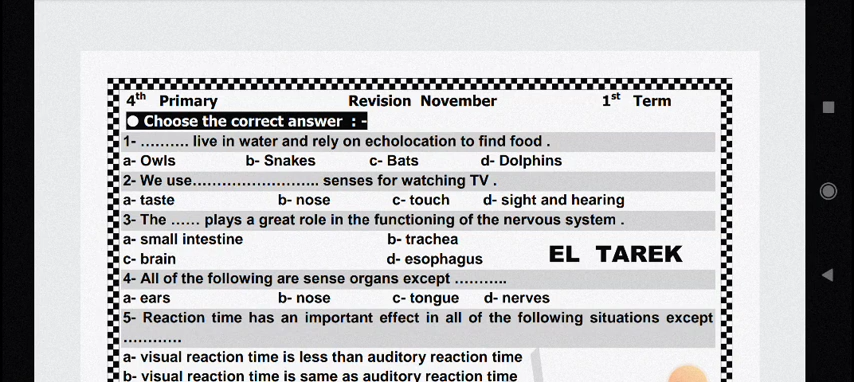 4th Primary Revision November 1st Term
● Choose the correct answer : -
1- .......... live in water and rely on echolocation to find food .
a- Owls b- Snakes c- Bats d- Dolphins
2- We use.......................... senses for watching TV .
a- taste b- nose c- touch d- sight and hearing
3- The ...... plays a great role in the functioning of the nervous system .
a- small intestine b- trachea
c- brain d- esophagus
EL TAREK
4- All of the following are sense organs except ...........
a- ears b- nose c- tongue d- nerves
5- Reaction time has an important effect in all of the following situations except
............
a- visual reaction time is less than auditory reaction time
b- visual reaction time is same as auditory reaction time